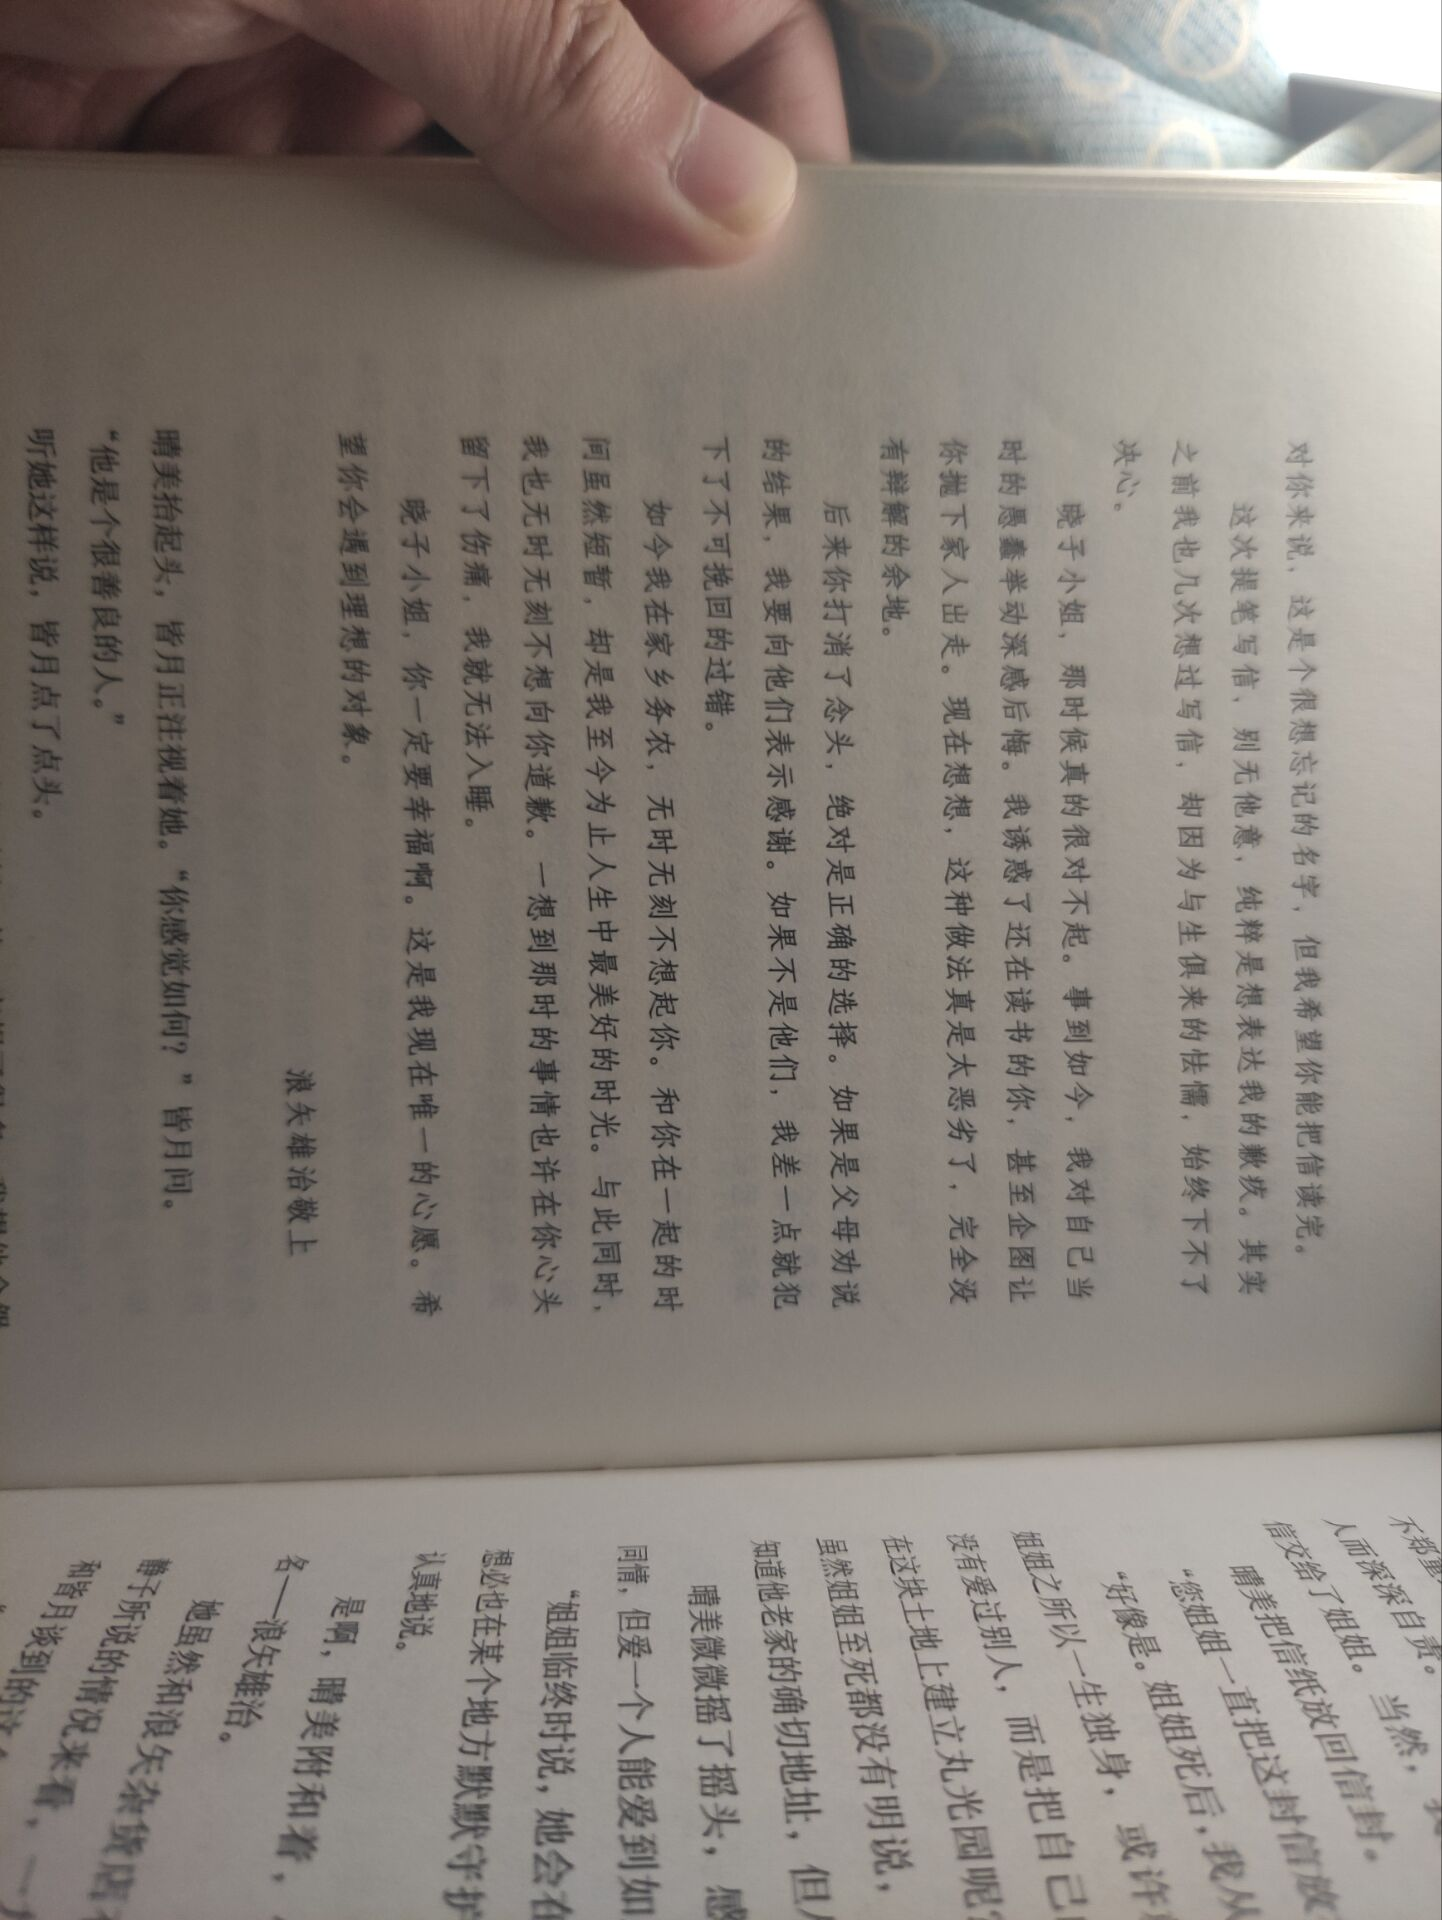 对你来说，这是个很想忘记的名字，但我希望你能把信读完。
这次提笔写信，别无他意，纯粹是想表达我的歉疚。其实
之前我也几次想过写信，却因为与生俱来的怯懦，始终下不了
决心。
晓子小姐，那时候真的很对不起。事到如今，我对自己当
时的愚蠢举动深感后悔。我诱惑了还在读书的你，甚至企图让
你抛下家人出走。现在想想，这种做法真是太恶劣了，完全没
有辩解的余地。
后来你打消了念头，绝对是正确的选择。如果是父母劝说
的结果，我要向他们表示感谢。如果不是他们，我差一点就犯
下了不可挽回的过错。
如今我在家乡务农，无时无刻不想起你。和你在一起的时
间虽然短暂，却是我至今为止人生中最美好的时光。与此同时，
我也无时无刻不想向你道歉。一想到那时的事情也许在你心头
留下了伤痛，我就无法入睡。
晓子小姐，你一定要幸福啊。这是我现在唯一的心愿。希
望你会遇到理想的对象。
浪矢雄治敬上
晴美抬起头，皆月正注视着她。“你感觉如何？”皆月问。
“他是个很善良的人。”
听她这样说，皆月点了点头。
人而深深自责。当然，
信交给了姐姐。
晴美把信纸放回信封。
“您姐姐一直把这封信放
“好像是。姐姐死后，我从
姐姐之所以一生独身，或许
没有爱过别人，而是把自己
在这块土地上建立丸光园呢？
虽然姐姐至死都没有明说，
知道他老家的确切地址，但
晴美微微摇了摇头，感
同情，但爱一个人能爱到如
“姐姐临终时说，她会在
想必也在某个地方默默守护
认真地说。
是啊，晴美附和着，
名——浪矢雄治。
她虽然和浪矢杂货店
静子所说的情况来看，一
和皆月谈到的